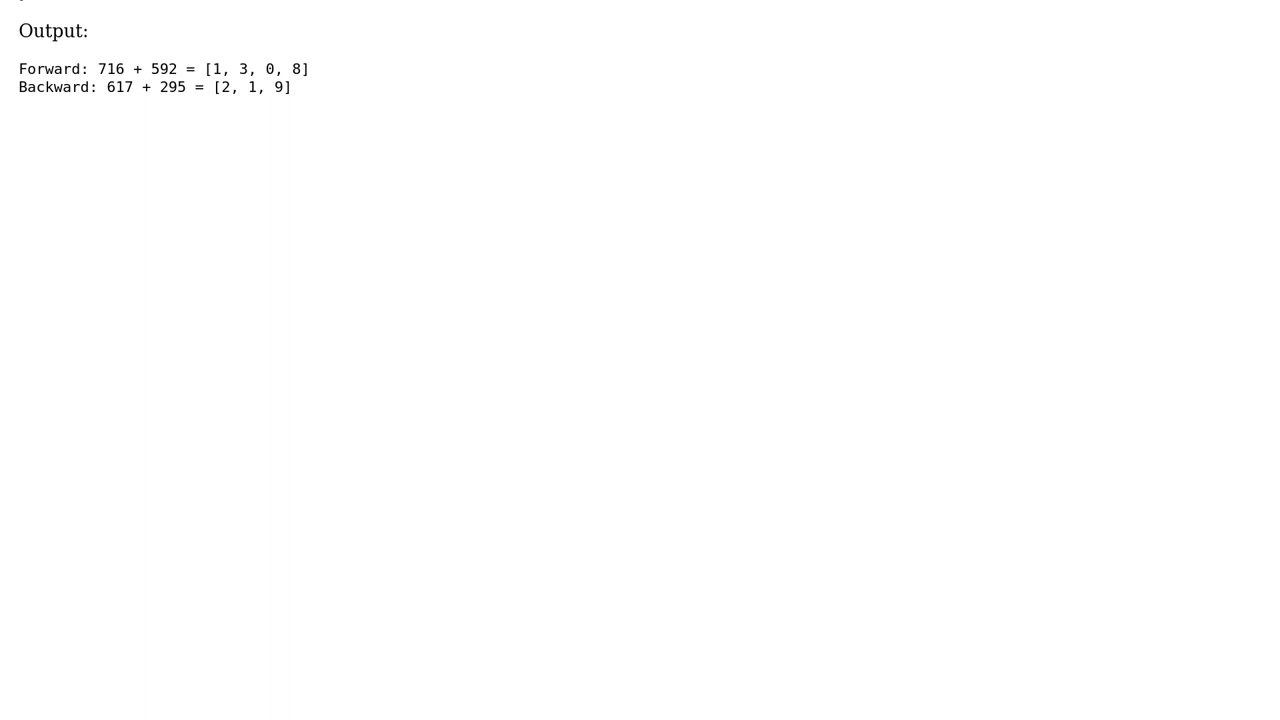 Output:
Forward: 716 + 592 = [1, 3, 0, 8]
Backward: 617 + 295 = [2, 1, 9]